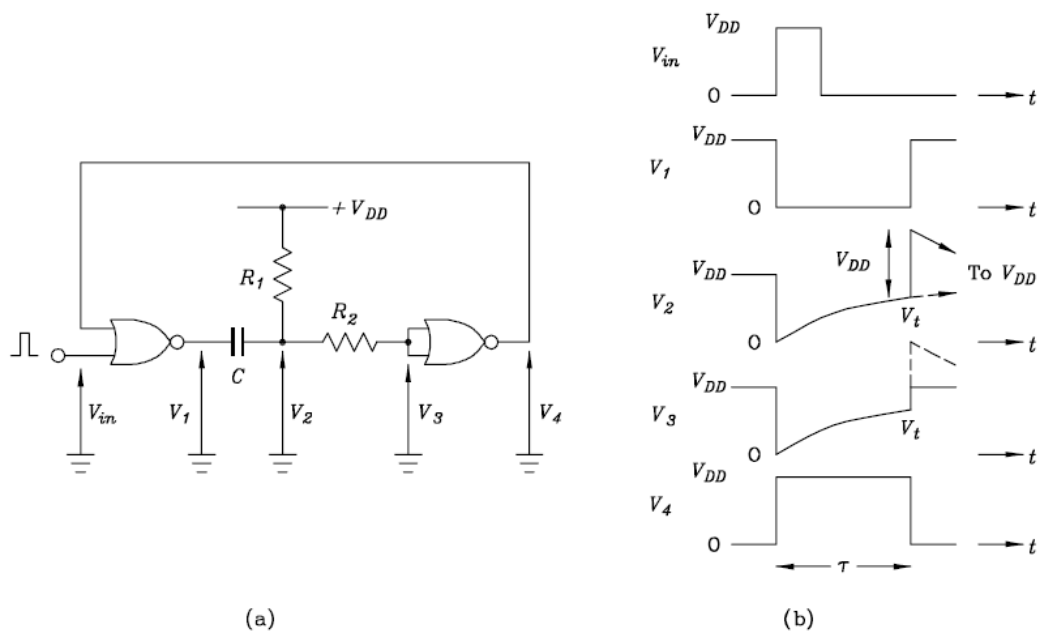 +V_DD
R_1
R_2
C
V_in
V_1
V_2
V_3
V_4
(a)
V_DD
V_in
0
t
V_DD
V_1
0
t
V_DD
V_DD
To V_DD
V_2
V_t
0
t
V_DD
V_3
V_t
0
t
V_DD
V_4
0
t
τ
(b)